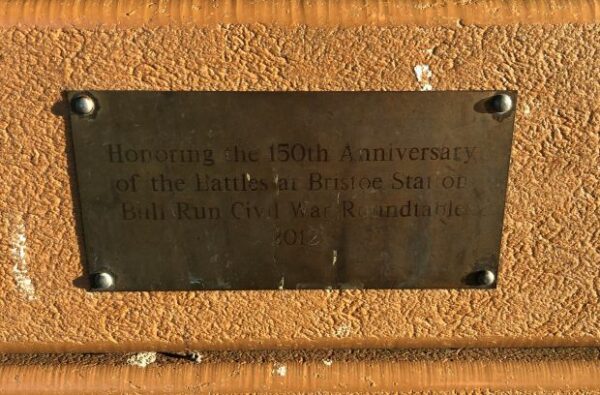 Honoring the 150th Anniversary
of the Battles at Bristoe Station
Bull Run Civil War Roundtable
2012